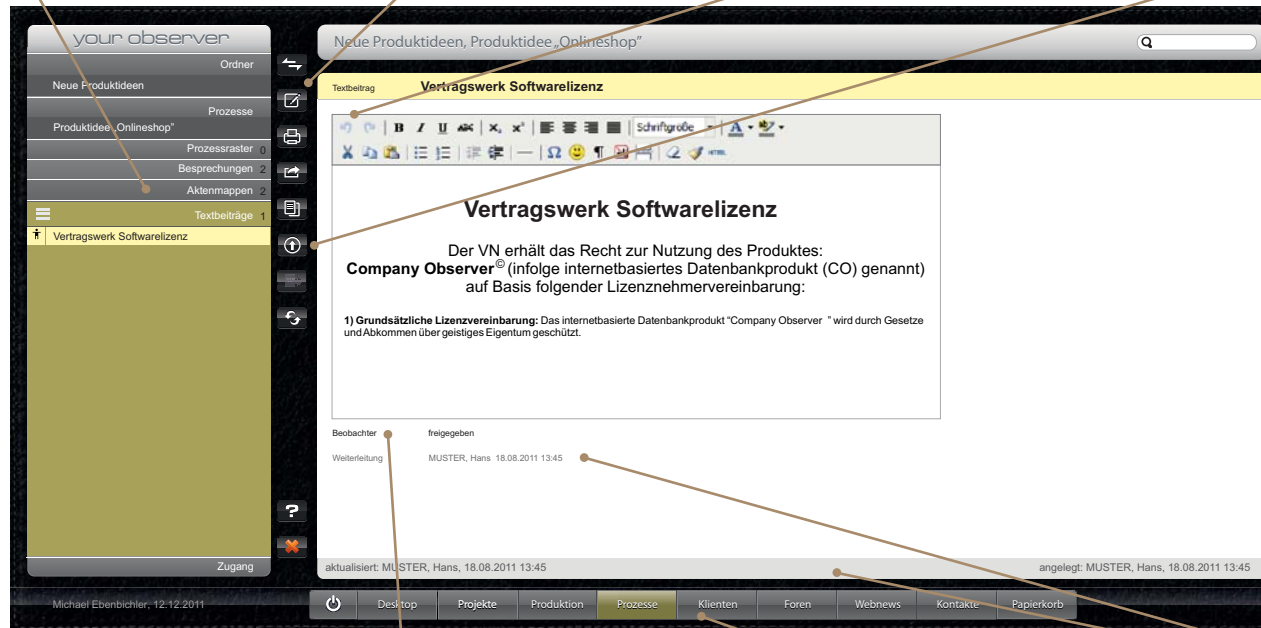 your observer
Ordner
Neue Produktideen
Prozesse
Produktidee „Onlineshop"
Prozessraster 0
Besprechungen 2
Aktenmappen 2
Textbeiträge 1
Vertragswerk Softwarelizenz
Zugang
Neue Produktideen, Produktidee „Onlineshop"
Textbeitrag Vertragswerk Softwarelizenz
B I U ABC x, x² Schriftgröße A ab
Ω ¶ HTML
Vertragswerk Softwarelizenz
Der VN erhält das Recht zur Nutzung des Produktes:
Company Observer© (infolge internetbasiertes Datenbankprodukt (CO) genannt)
auf Basis folgender Lizenznehmervereinbarung:
1) Grundsätzliche Lizenzvereinbarung: Das internetbasierte Datenbankprodukt "Company Observer " wird durch Gesetze
und Abkommen über geistiges Eigentum geschützt.
Beobachter freigegeben
Weiterleitung MUSTER, Hans 18.08.2011 13:45
?
aktualisiert: MUSTER, Hans, 18.08.2011 13:45 angelegt: MUSTER, Hans, 18.08.2011 13:45
Michael Ebenbichler, 12.12.2011 Desktop Projekte Produktion Prozesse Klienten Foren Webnews Kontakte Papierkorb